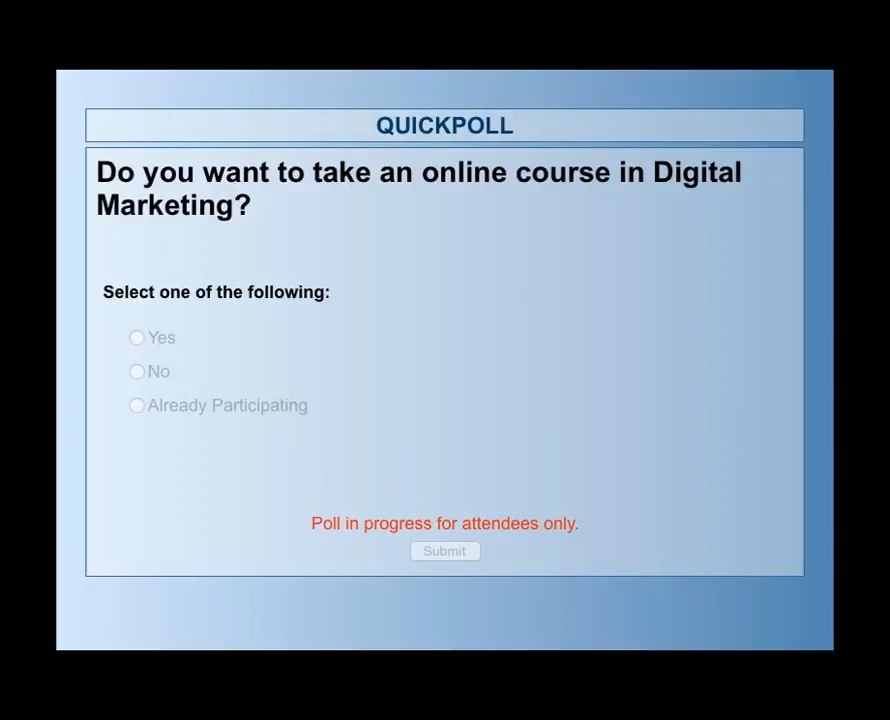 QUICKPOLL
Do you want to take an online course in Digital
Marketing?
Select one of the following:
Yes
No
Already Participating
Poll in progress for attendees only.
Submit